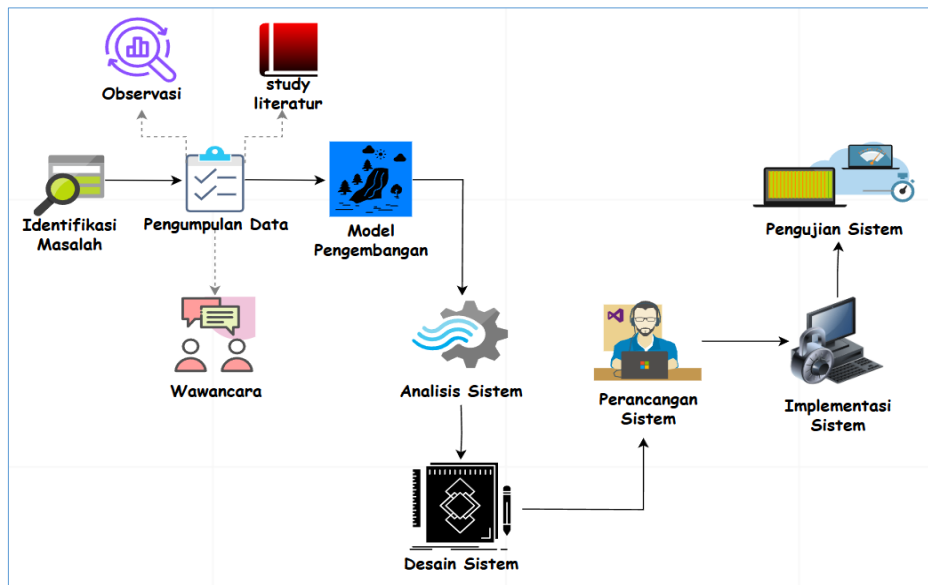 Observasi
study
literatur
Identifikasi
Masalah
Pengumpulan Data
Model
Pengembangan
Wawancara
Analisis Sistem
Desain Sistem
Perancangan
Sistem
Implementasi
Sistem
Pengujian Sistem